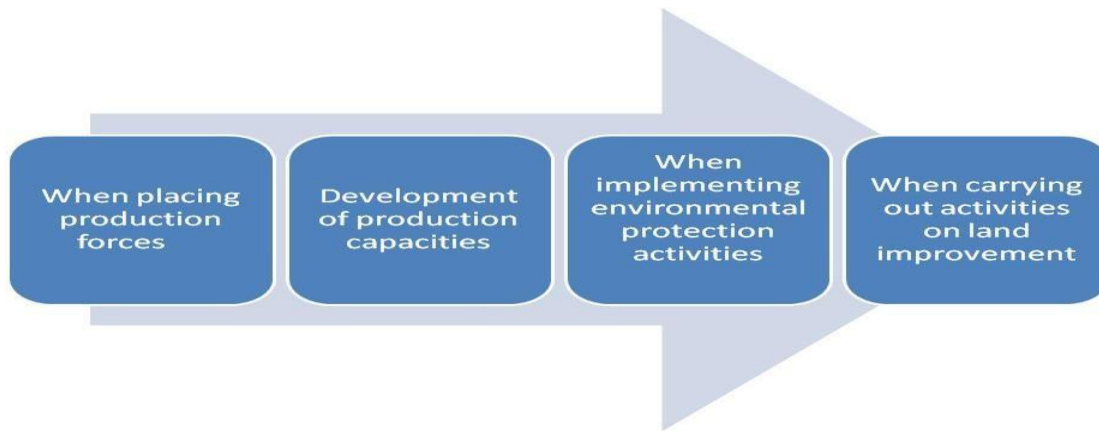 When placing
production
forces
Development
of production
capacities
When
implementing
environmental
protection
activities
When carrying
out activities
on land
improvement